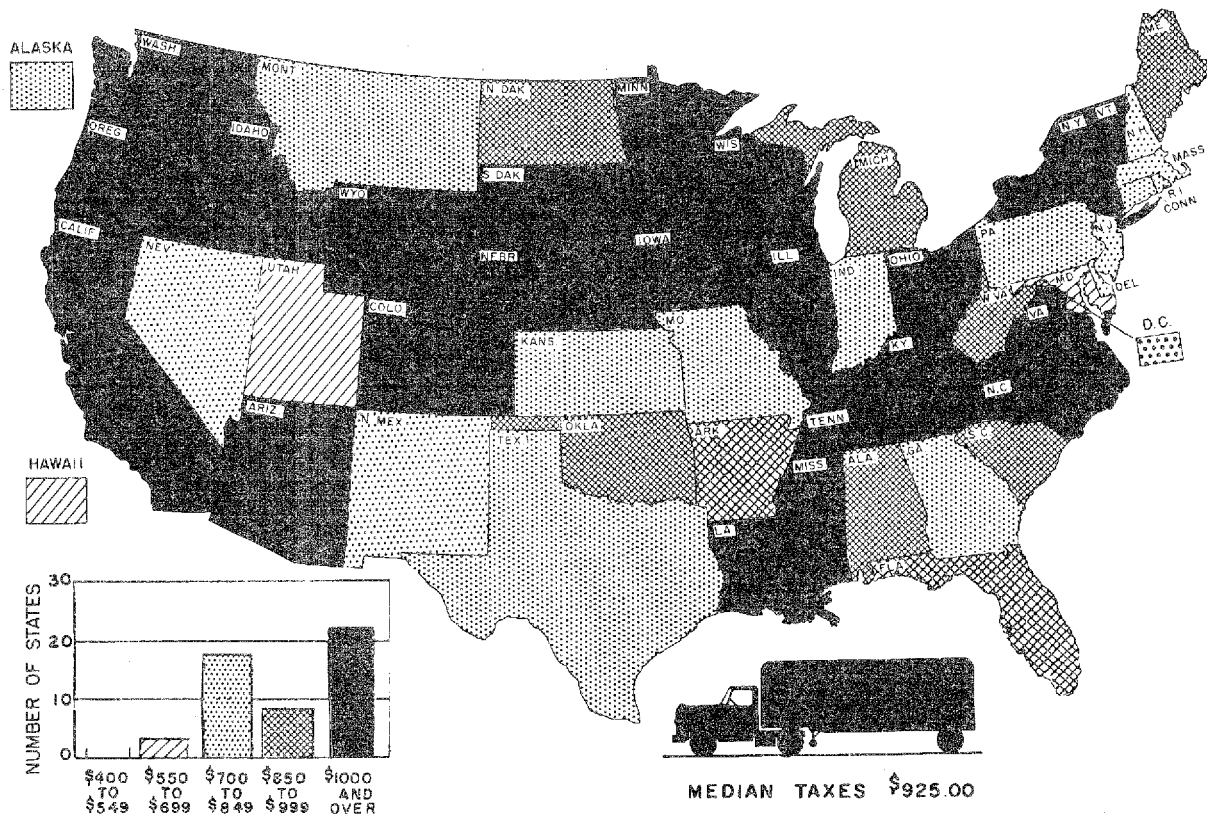 ALASKA
WASH
MONT
N DAK
MINN
ME
OREG
IDAHO
WIS
N.Y.
VT.
N.H.
MICH
MASS
S DAK
WYO
R.I.
CONN
CALIF
NEV
IOWA
PA
N.J.
NEBR
ILL
IND
OHIO
UTAH
MD
DEL
W VA
COLO
VA
MO
D.C.
KANS
KY
ARIZ
N.C.
N MEX
TENN
OKLA
ARK
TEX
S.C.
HAWAII
MISS
ALA
GA
LA
FLA
NUMBER OF STATES
30
20
10
0
$400 TO $549
$550 TO $699
$700 TO $849
$850 TO $999
$1000 AND OVER
MEDIAN TAXES $925.00